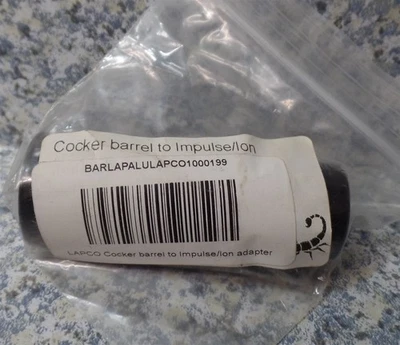 Cocker barrel to Impulse/Ion
BARLAPALULAPCO1000199
LAPCO Cocker barrel to Impulse/Ion adapter